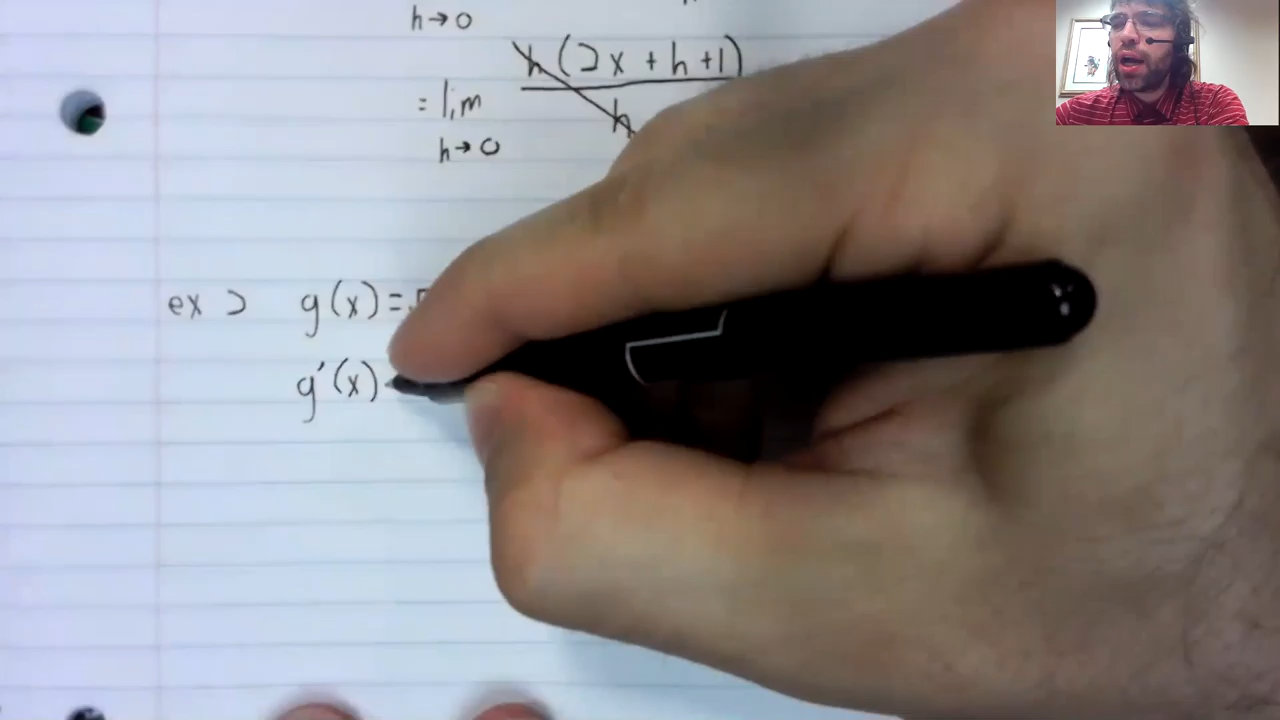 h→0
= lim h(2x + h + 1)
h
h→0
ex 2 g(x) = √
g'(x)